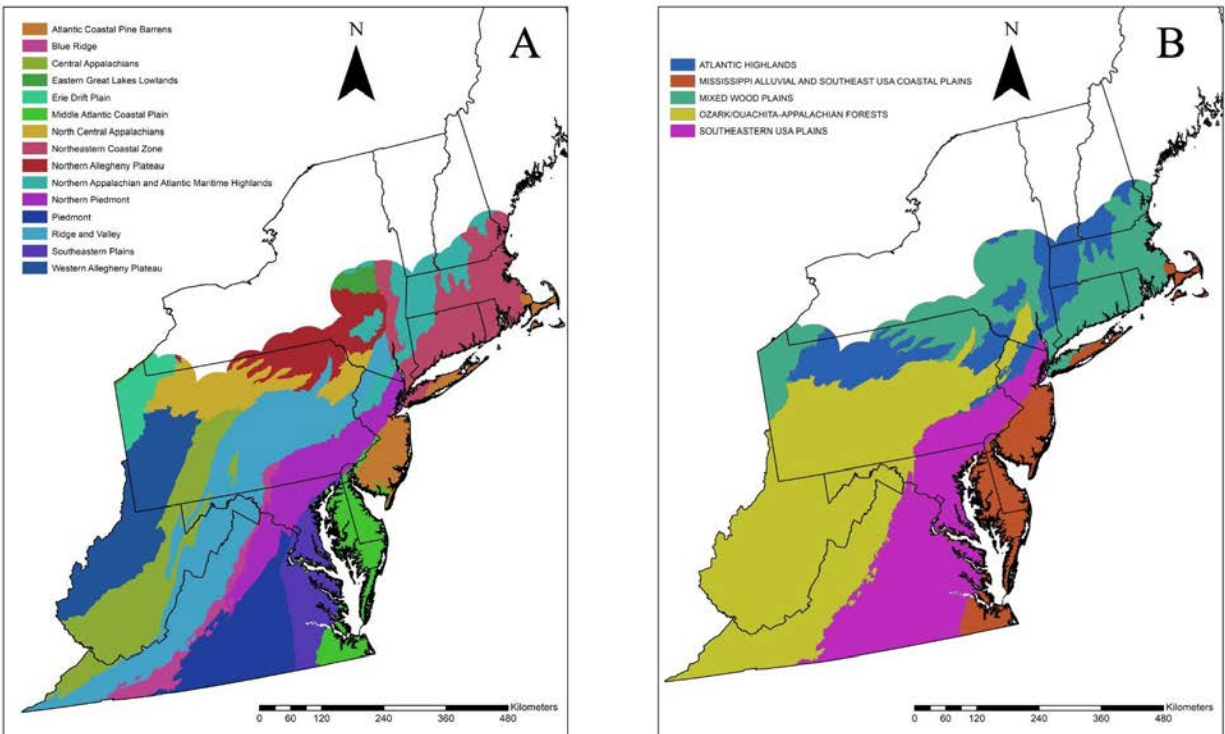 A
N
Atlantic Coastal Pine Barrens
Blue Ridge
Central Appalachians
Eastern Great Lakes Lowlands
Erie Drift Plain
Middle Atlantic Coastal Plain
North Central Appalachians
Northeastern Coastal Zone
Northern Allegheny Plateau
Northern Appalachian and Atlantic Maritime Highlands
Northern Piedmont
Piedmont
Ridge and Valley
Southeastern Plains
Western Allegheny Plateau
Kilometers
0 60 120 240 360 480
B
N
ATLANTIC HIGHLANDS
MISSISSIPPI ALLUVIAL AND SOUTHEAST USA COASTAL PLAINS
MIXED WOOD PLAINS
OZARK/OUACHITA-APPALACHIAN FORESTS
SOUTHEASTERN USA PLAINS
Kilometers
0 60 120 240 360 480